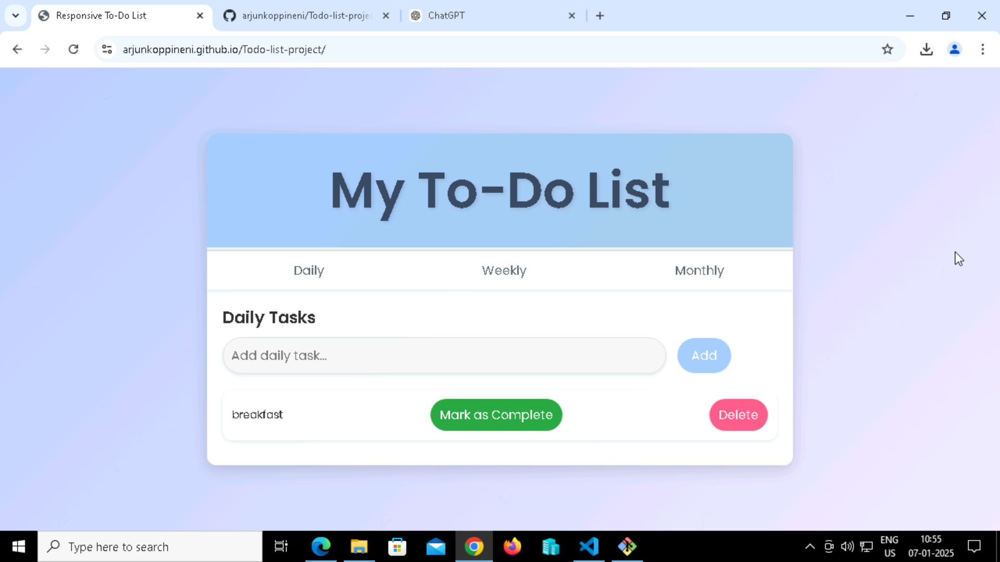 Responsive To-Do List
arjunkoppineni/Todo-list-projec
ChatGPT
arjunkoppineni.github.io/Todo-list-project/
My To-Do List
Daily Weekly Monthly
Daily Tasks
Add daily task... Add
breakfast Mark as Complete Delete
Type here to search
ENG
US
10:55
07-01-2025